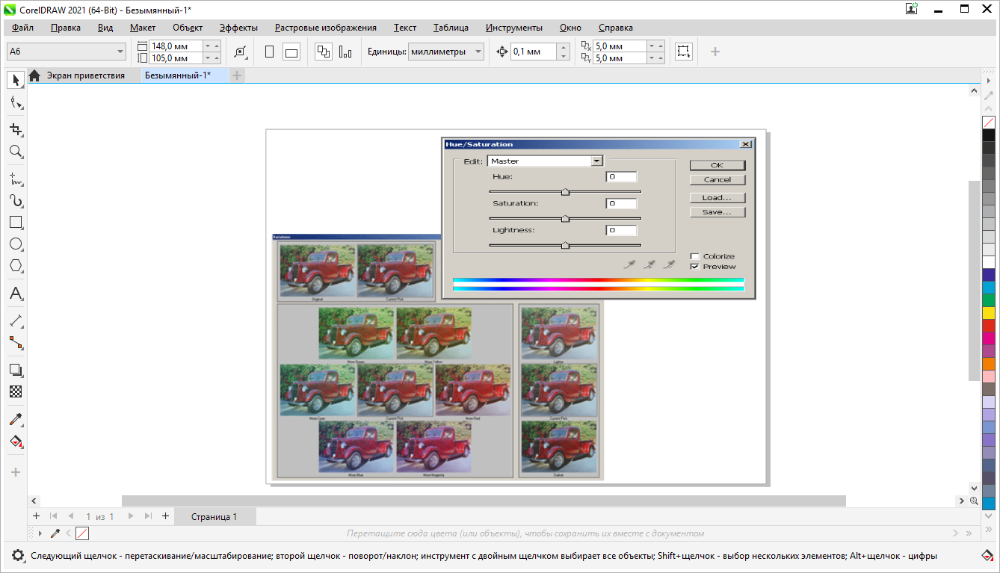 CorelDRAW 2021 (64-Bit) - Безымянный-1*
Файл Правка Вид Макет Объект Эффекты Растровые изображения Текст Таблица Инструменты Окно Справка
A6 148,0 мм 105,0 мм Единицы: миллиметры 0,1 мм 5,0 мм 5,0 мм
Экран приветствия Безымянный-1*
Hue/Saturation
Edit: Master
OK
Hue: 0
Cancel
Load...
Saturation: 0
Save...
Lightness: 0
Colorize
Preview
Variations
Original Current Pick
More Green More Yellow Lighter
More Cyan Current Pick More Red Current Pick
More Blue More Magenta Darker
1 из 1 Страница 1
Перетащите сюда цвета (или объекты), чтобы сохранить их вместе с документом
Следующий щелчок - перетаскивание/масштабирование; второй щелчок - поворот/наклон; инструмент с двойным щелчком выбирает все объекты; Shift+щелчок - выбор нескольких элементов; Alt+щелчок - цифры